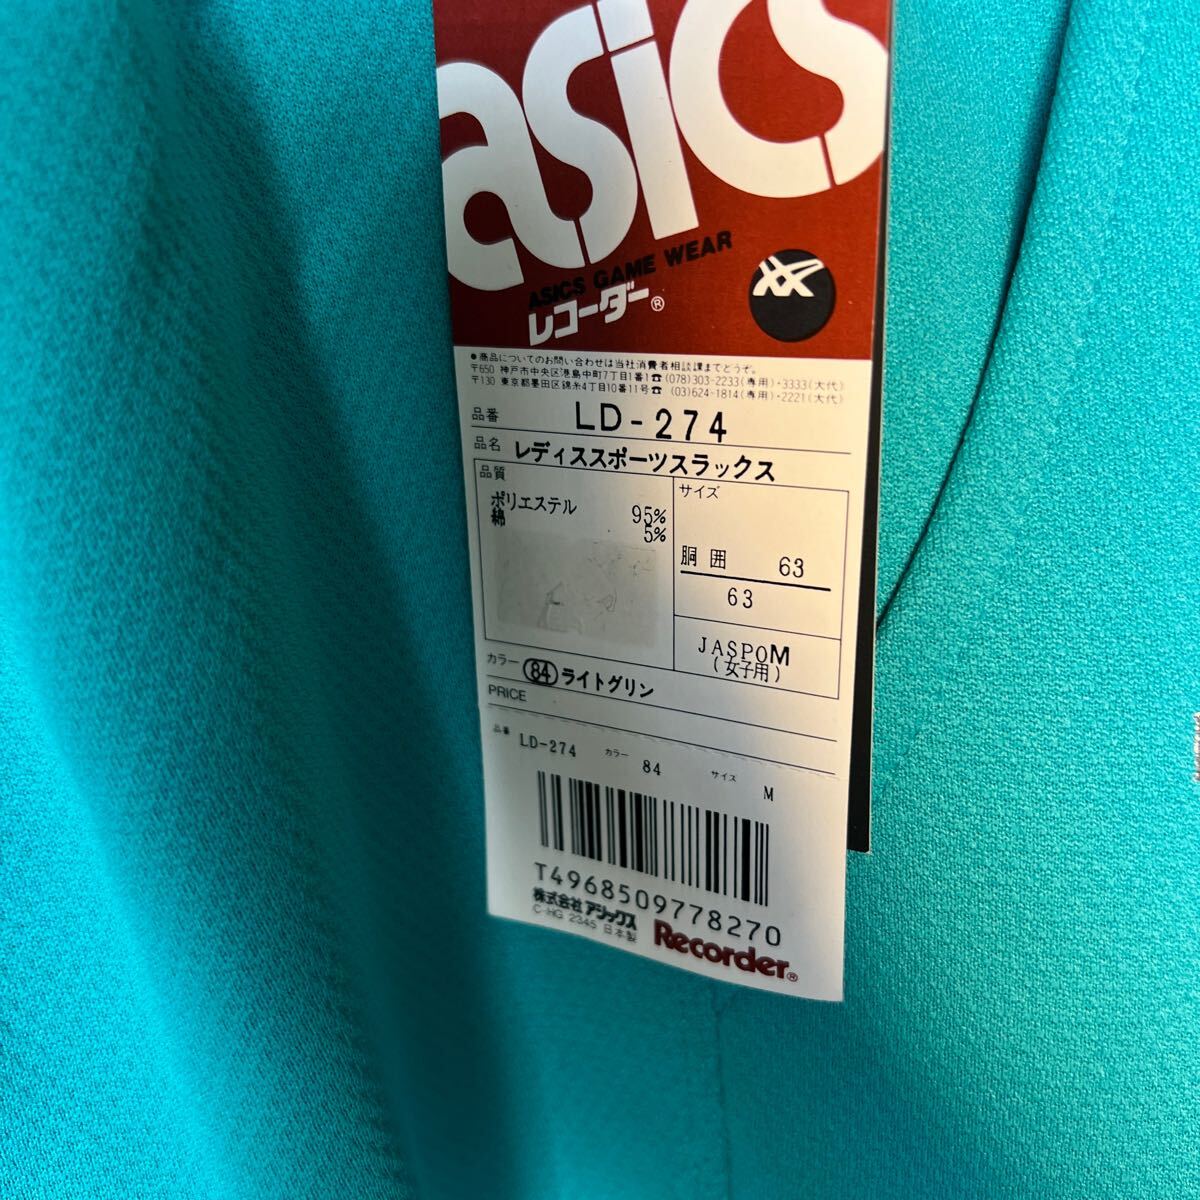 asics
ASICS GAME WEAR
レコーダー®
●商品についてのお問い合わせは当社消費者相談課までどうぞ。
〒650 神戸市中央区港島中町7丁目1番1☎(078)303-2233(専用)・3333(大代)
〒130 東京都墨田区錦糸4丁目10番11号☎(03)624-1814(専用)・2221(大代)
品番 LD-274
品名 レディススポーツスラックス
品質
ポリエステル 95%
綿 5%
サイズ
胴囲 63
63
JASPOM
(女子用)
カラー 84 ライトグリン
PRICE
品番 LD-274 カラー 84 サイズ M
T4968509778270
株式会社アシックス
C-HG 2345 日本製
Recorder®